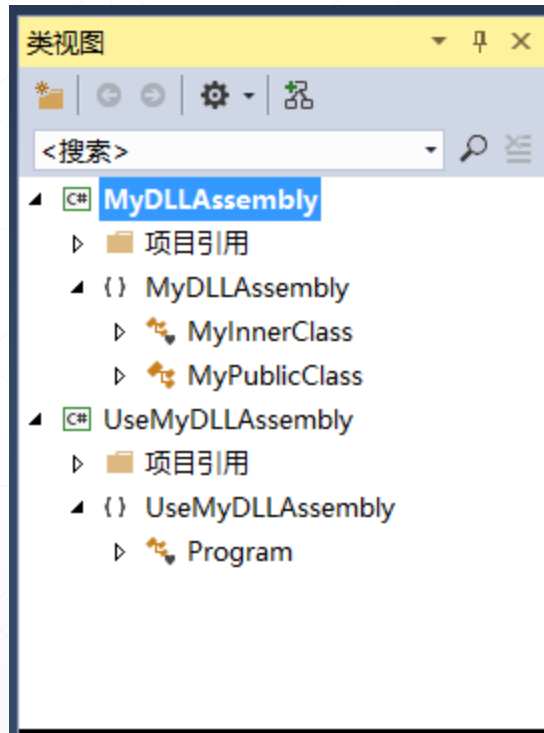 类视图
<搜索>
C# MyDLLAssembly
项目引用
{} MyDLLAssembly
MyInnerClass
MyPublicClass
C# UseMyDLLAssembly
项目引用
{} UseMyDLLAssembly
Program